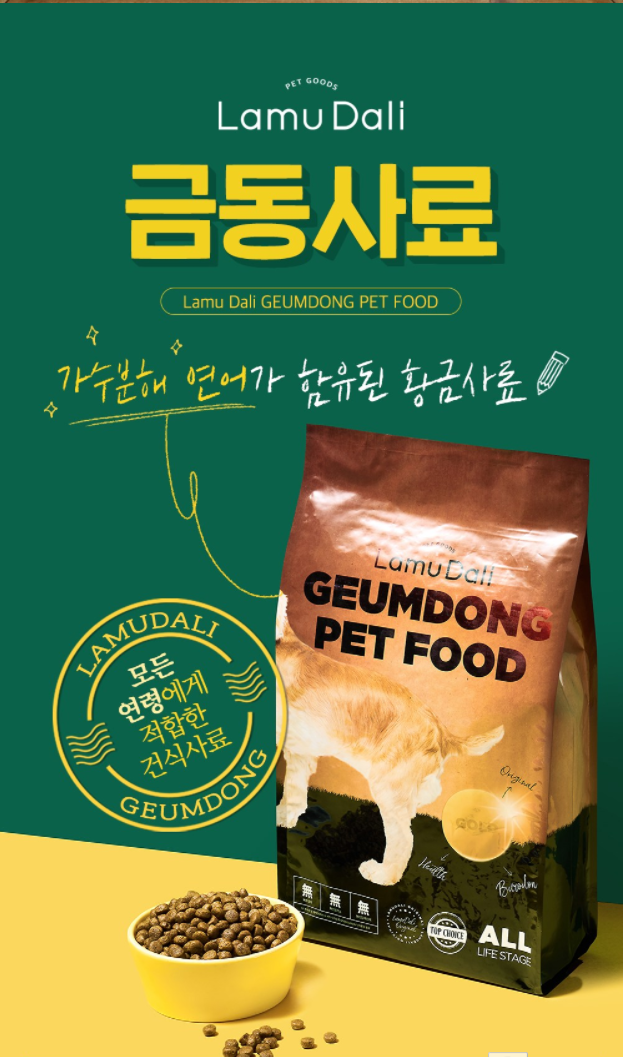 PET GOODS
Lamu Dali
금동사료
Lamu Dali GEUMDONG PET FOOD
가수분해 연어가 함유된 황금사료
LAMUDALI
모든
연령에게
적합한
건식사료
GEUMDONG
Lamu Dali
GEUMDONG
PET FOOD
Original
GOLD
Health
無 無 無
TOP CHOICE
ALL
LIFE STAGE